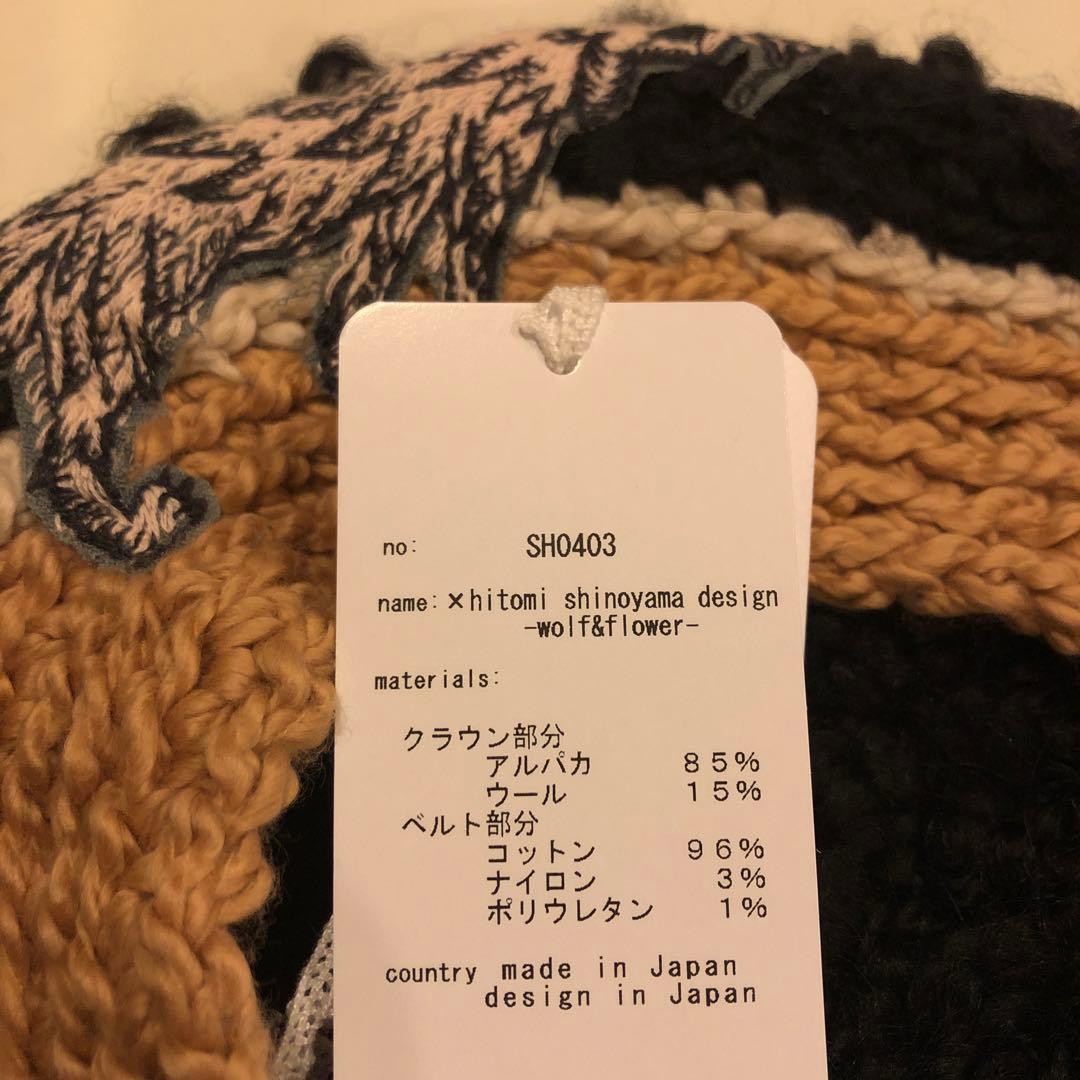 no: SH0403
name: ×hitomi shinoyama design
-wolf&flower-
materials:
クラウン部分
アルパカ 85%
ウール 15%
ベルト部分
コットン 96%
ナイロン 3%
ポリウレタン 1%
country made in Japan
design in Japan